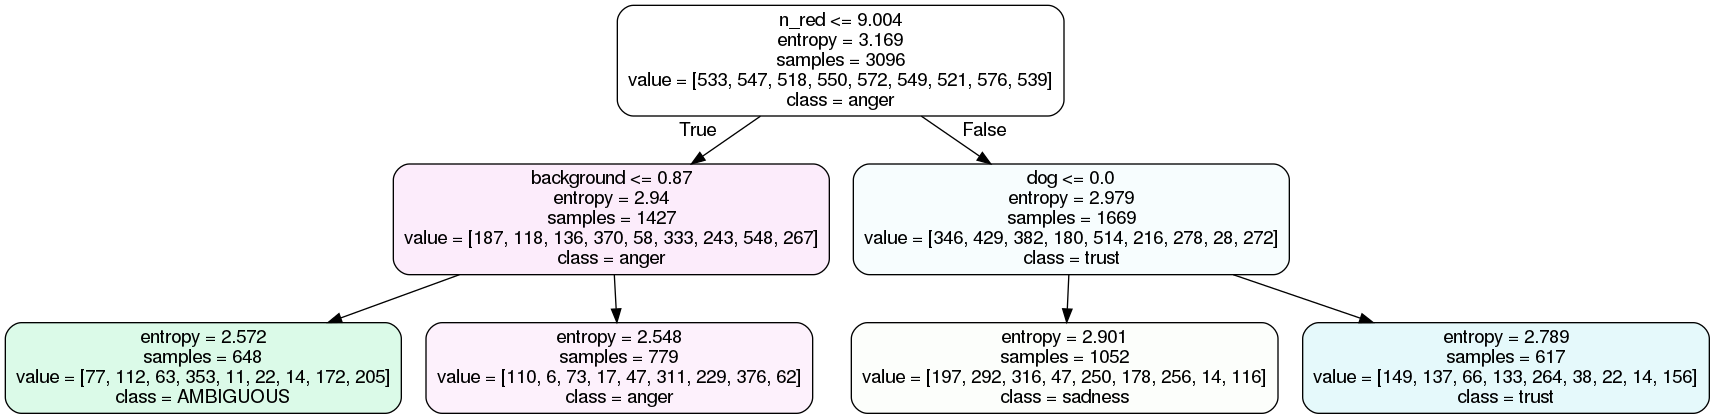 n_red <= 9.004
entropy = 3.169
samples = 3096
value = [533, 547, 518, 550, 572, 549, 521, 576, 539]
class = anger
True
False
background <= 0.87
entropy = 2.94
samples = 1427
value = [187, 118, 136, 370, 58, 333, 243, 548, 267]
class = anger
dog <= 0.0
entropy = 2.979
samples = 1669
value = [346, 429, 382, 180, 514, 216, 278, 28, 272]
class = trust
entropy = 2.572
samples = 648
value = [77, 112, 63, 353, 11, 22, 14, 172, 205]
class = AMBIGUOUS
entropy = 2.548
samples = 779
value = [110, 6, 73, 17, 47, 311, 229, 376, 62]
class = anger
entropy = 2.901
samples = 1052
value = [197, 292, 316, 47, 250, 178, 256, 14, 116]
class = sadness
entropy = 2.789
samples = 617
value = [149, 137, 66, 133, 264, 38, 22, 14, 156]
class = trust